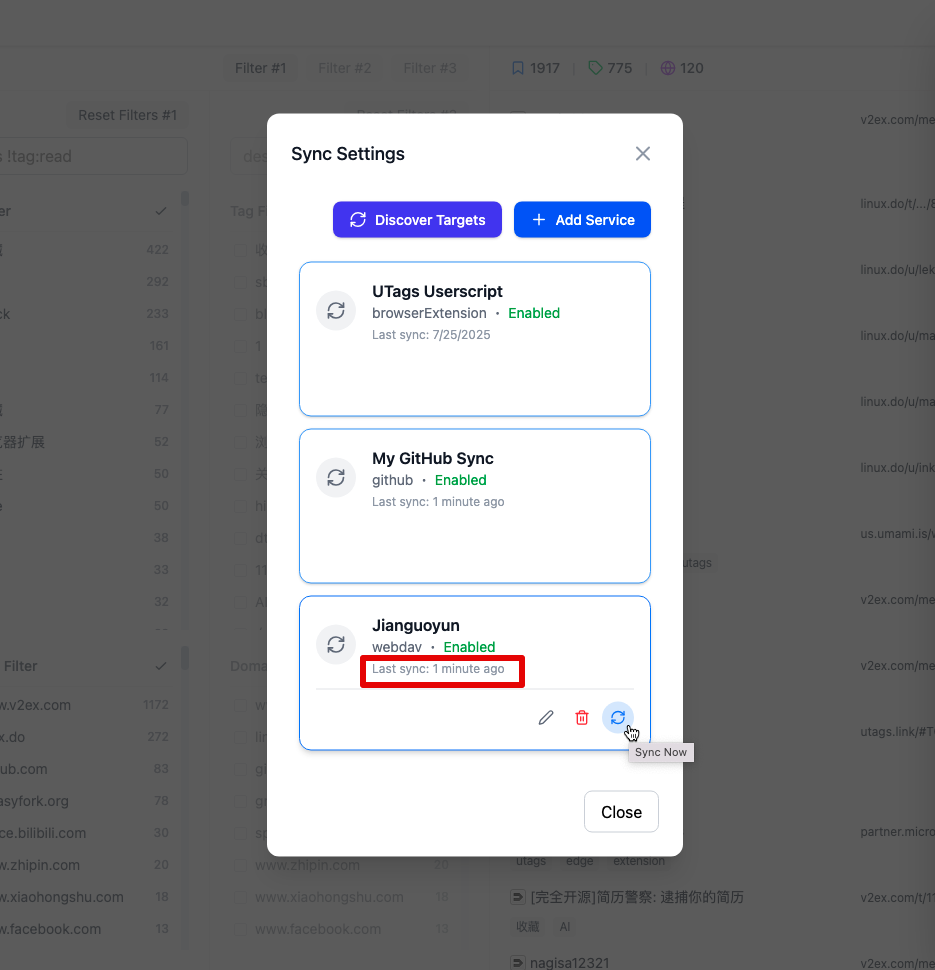 Filter #1 Filter #2 Filter #3 1917 | 775 | 120
Reset Filters #1
v2ex.com/me
!tag:read
des
linux.do/t/.../8
Tag F
422
292
linux.do/u/lek
233
161
linux.do/u/ma
114
77
linux.do/u/ma
器扩展 52
50
linux.do/u/ink
50
38
us.umami.is/v
33
utags
32
v2ex.com/me
Filter
Doma
v2ex.com/me
w.v2ex.com 1172
x.do 272
utags.link/#T
ub.com 83
asyfork.org 78
ce.bilibili.com 30
partner.micro
w.zhipin.com 20 www.zhipin.com 20
utags edge extension
w.xiaohongshu.com 18 www.xiaohongshu.com 18
[完全开源]简历警察: 逮捕你的简历
v2ex.com/t/11
w.facebook.com 13 www.facebook.com 13
收藏 AI
nagisa12321
v2ex.com/me
Sync Settings
Discover Targets
Add Service
UTags Userscript
browserExtension • Enabled
Last sync: 7/25/2025
My GitHub Sync
github • Enabled
Last sync: 1 minute ago
Jianguoyun
webdav • Enabled
Last sync: 1 minute ago
Sync Now
Close